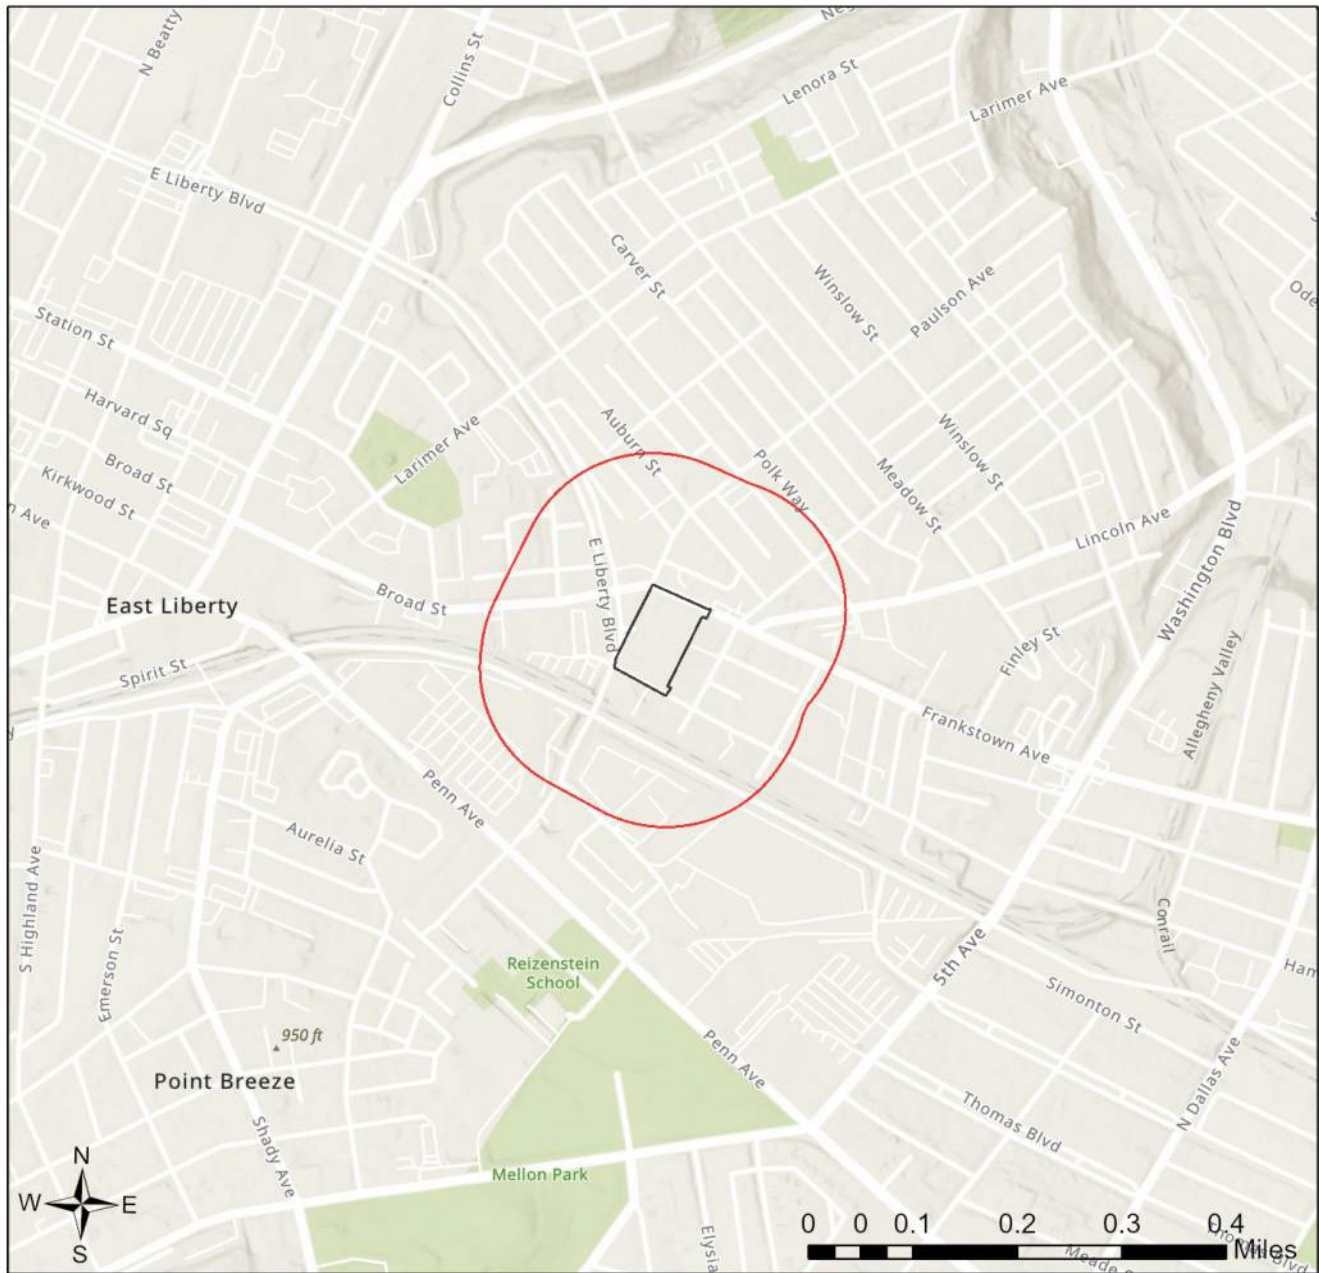 N Beatty
Collins St
Lenora St
Larimer Ave
E Liberty Blvd
Carver St
Winslow St
Paulson Ave
Station St
Harvard Sq
Larimer Ave
Auburn St
Broad St
Polk Way
Winslow St
Kirkwood St
Meadow St
n Ave
Lincoln Ave
Washington Blvd
E Liberty Blvd
Broad St
East Liberty
Finley St
Spirit St
Allegheny Valley
Frankstown Ave
Penn Ave
Aurelia St
S Highland Ave
Emerson St
Conrail
5th Ave
Reizenstein
School
Ham
Simonton St
950 ft
Penn Ave
N Dallas Ave
Point Breeze
Thomas Blvd
Shady Ave
Mellon Park
N
W
E
S
Elysia
0
0
0.1
0.2
0.3
0.4
Miles